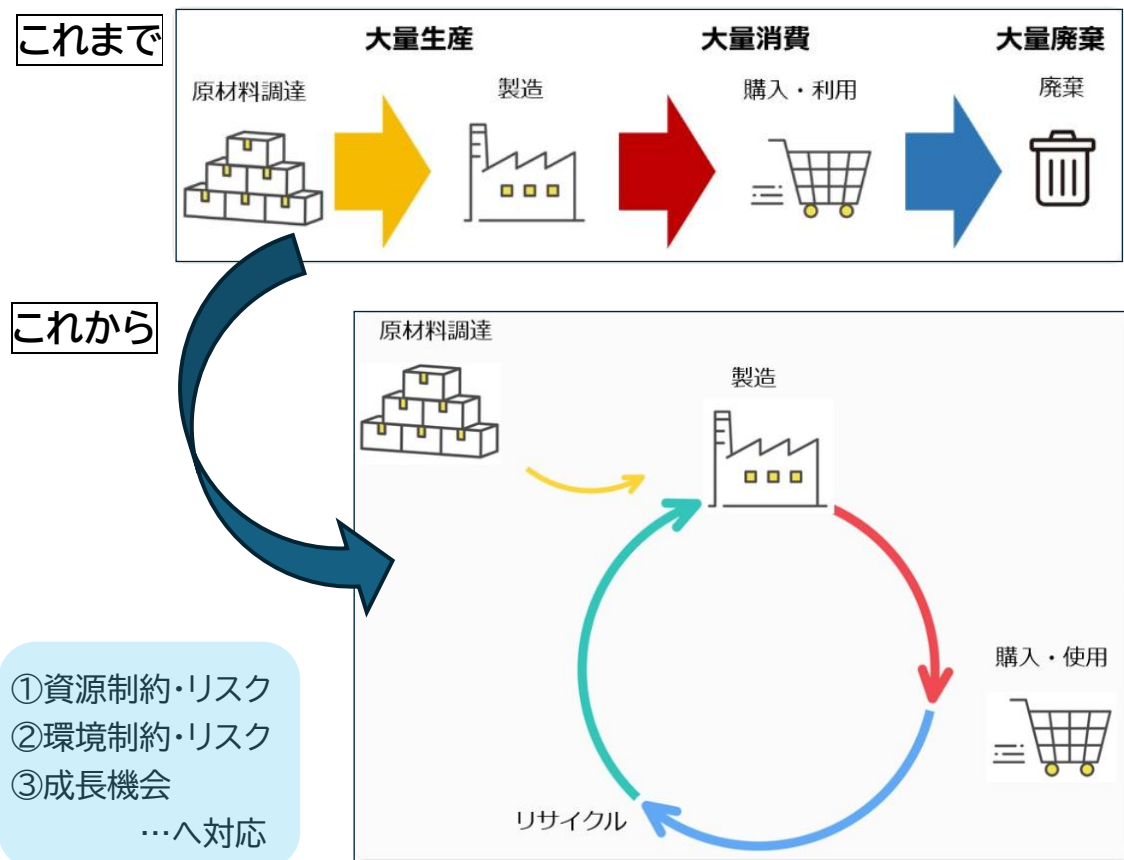 これまで
大量生産
大量消費
大量廃棄
原材料調達
製造
購入・利用
廃棄
これから
原材料調達
製造
購入・使用
リサイクル
①資源制約・リスク
②環境制約・リスク
③成長機会
…へ対応